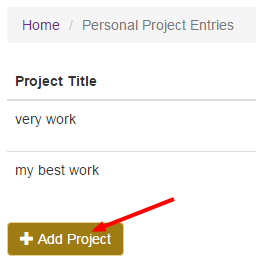 Home / Personal Project Entries
Project Title
very work
my best work
Add Project